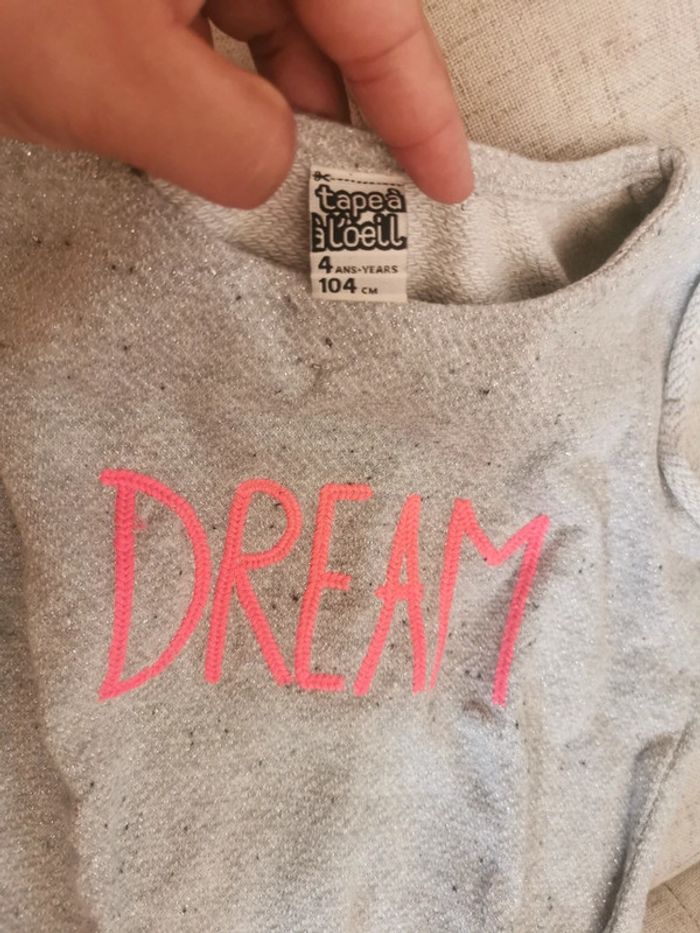 tape à
à l'oeil
4 ANS-YEARS
104 CM
DREAM